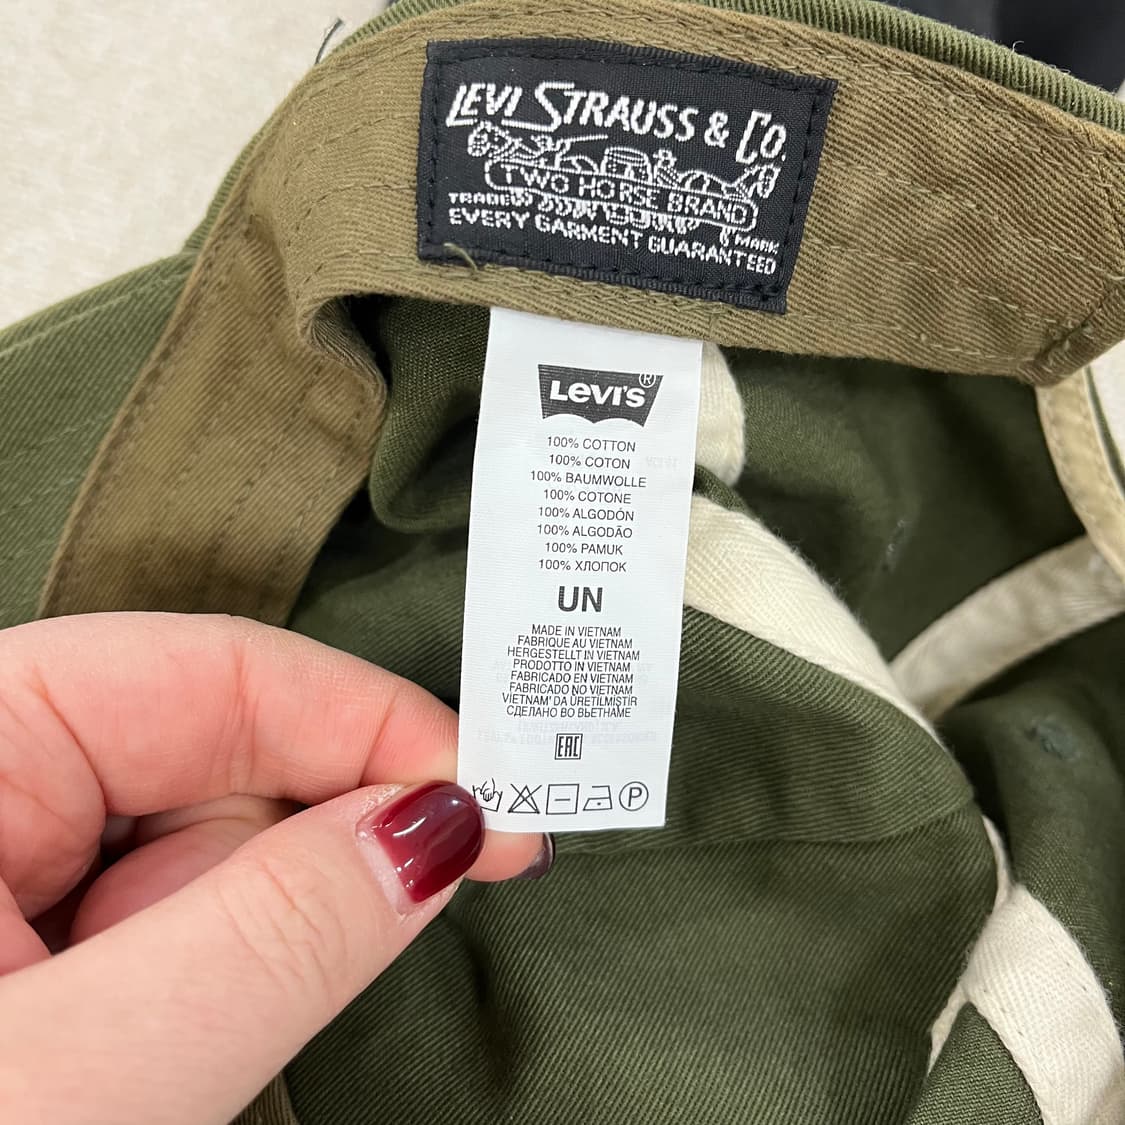 LEVI STRAUSS & CO.
TWO HORSE BRAND
TRADE MARK
EVERY GARMENT GUARANTEED
LEVI'S®
100% COTTON
100% COTON
100% BAUMWOLLE
100% COTONE
100% ALGODÓN
100% ALGODÃO
100% PAMUK
100% ХЛОПОК
UN
MADE IN VIETNAM
FABRIQUE AU VIETNAM
HERGESTELLT IN VIETNAM
PRODOTTO IN VIETNAM
FABRICADO EN VIETNAM
FABRICADO NO VIETNAM
VIETNAM' DA ÜRETILMIŞTIR
СДЕЛАНО ВО ВЬЕТНАМЕ
EAC
P